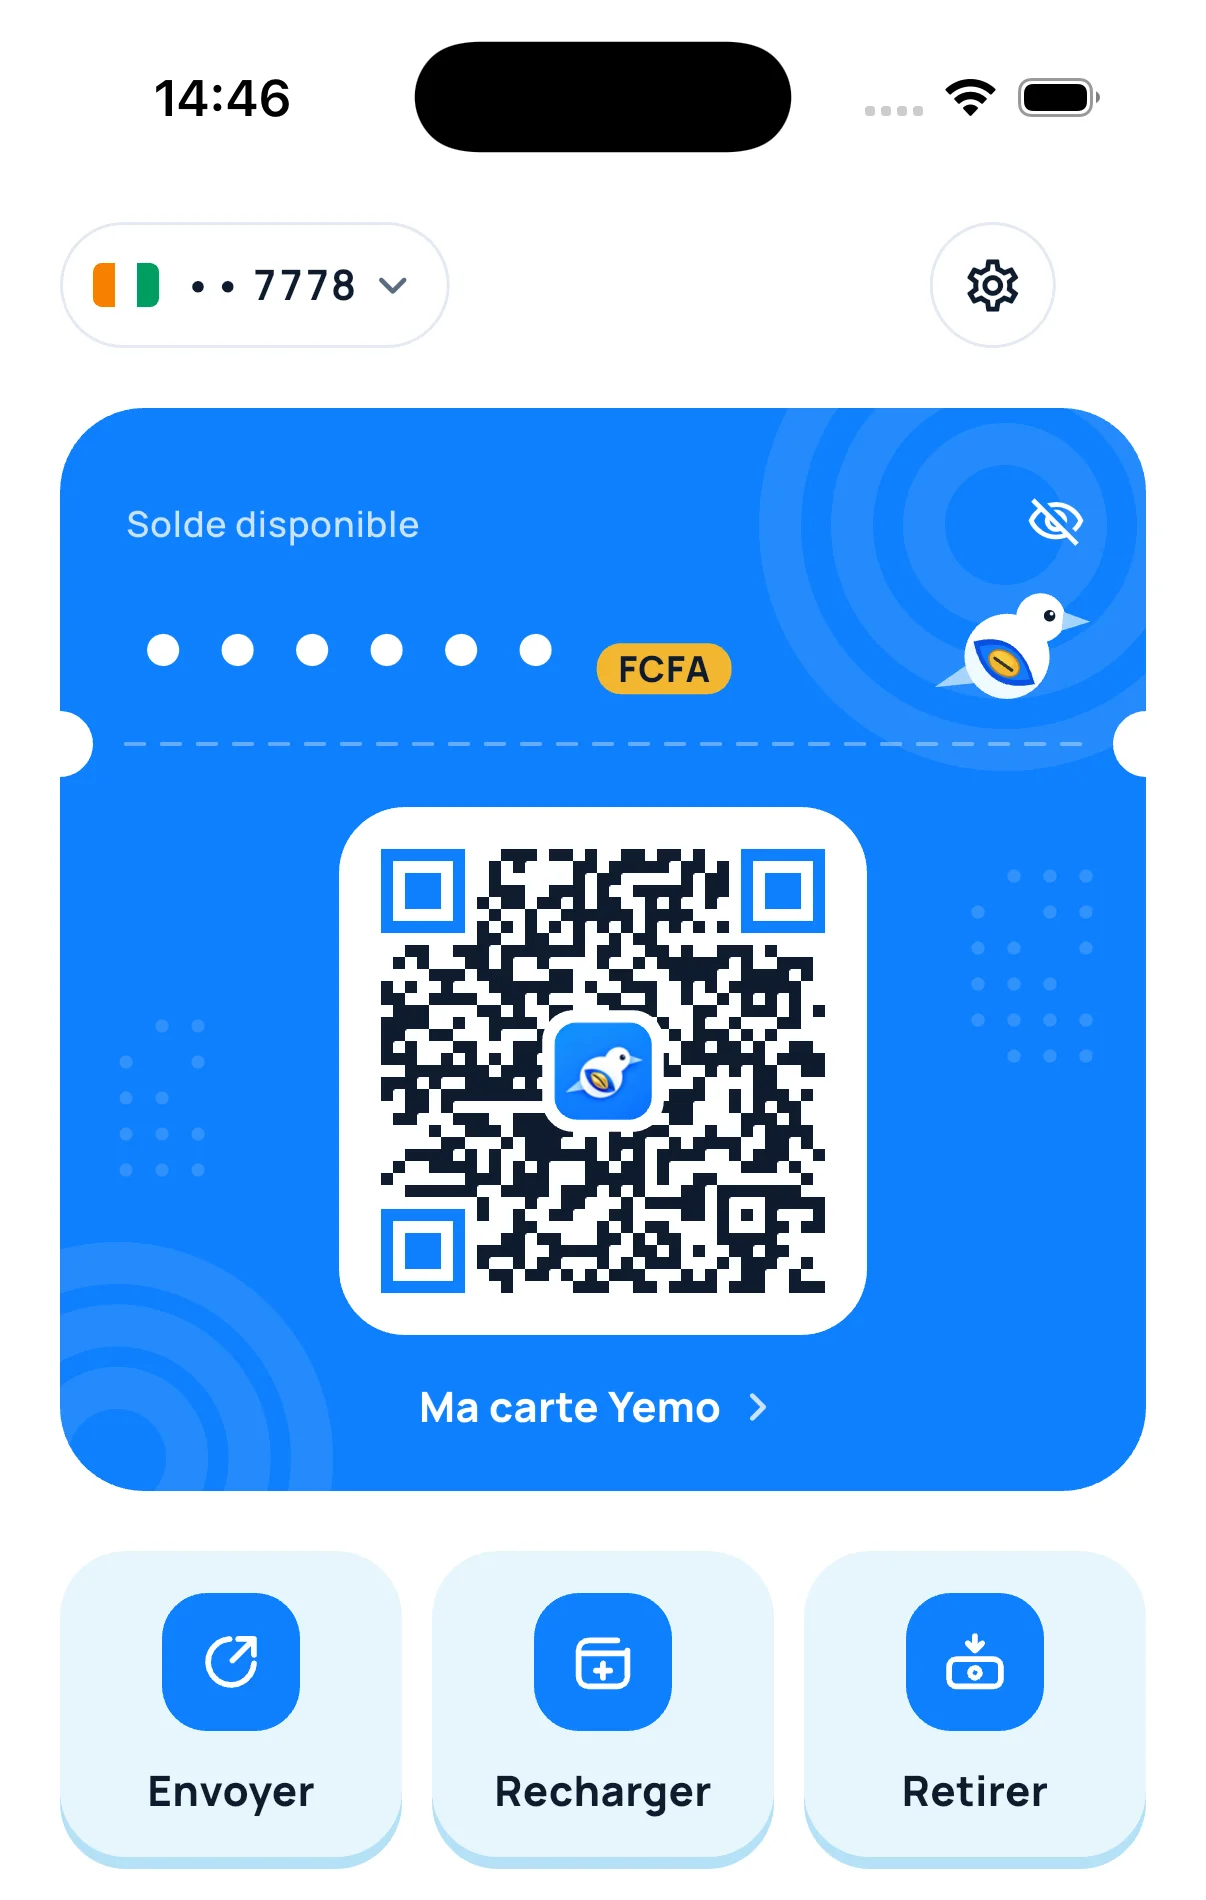 14:46
•• 7778
Solde disponible
•••••• FCFA
Ma carte Yemo
Envoyer
Recharger
Retirer